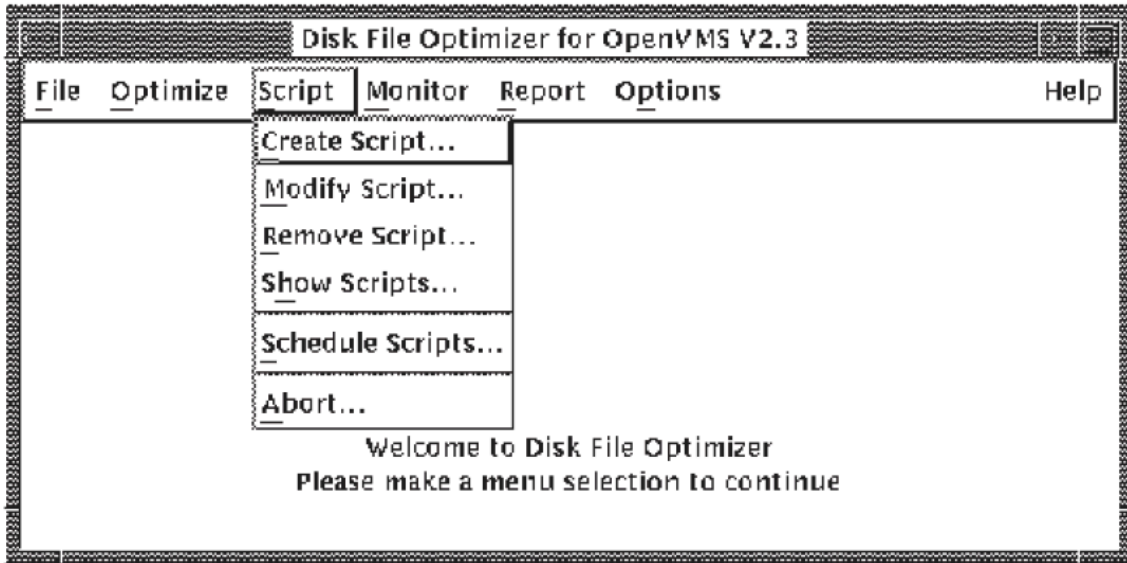 Disk File Optimizer for OpenVMS V2.3
File Optimize Script Monitor Report Options Help
Create Script...
Modify Script...
Remove Script...
Show Scripts...
Schedule Scripts...
Abort...
Welcome to Disk File Optimizer
Please make a menu selection to continue